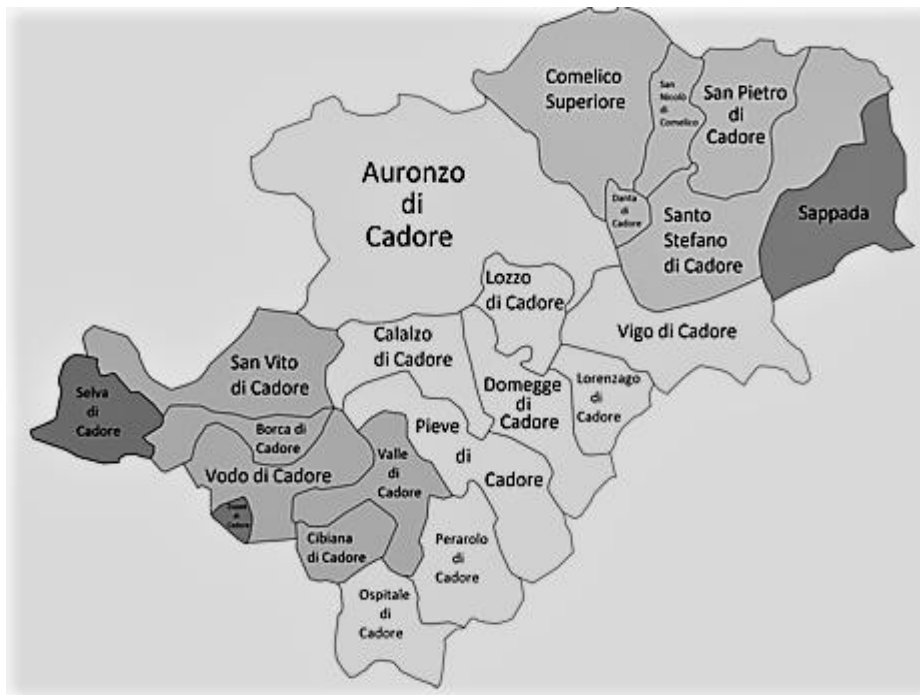 Comelico
Superiore
San
Nicolò
di
Comelico
San Pietro
di
Cadore
Auronzo
di
Cadore
Danta
di
Cadore
Santo
Stefano
di Cadore
Sappada
Lozzo
di Cadore
Vigo di Cadore
Calalzo
di Cadore
San Vito
di Cadore
Domegge
di
Cadore
Lorenzago
di
Cadore
Selva
di
Cadore
Borca di
Cadore
Pieve
di
Cadore
Valle
di
Cadore
Vodo di Cadore
di
Cadore
Cibiana
di Cadore
Perarolo
di
Cadore
Ospitale
di
Cadore